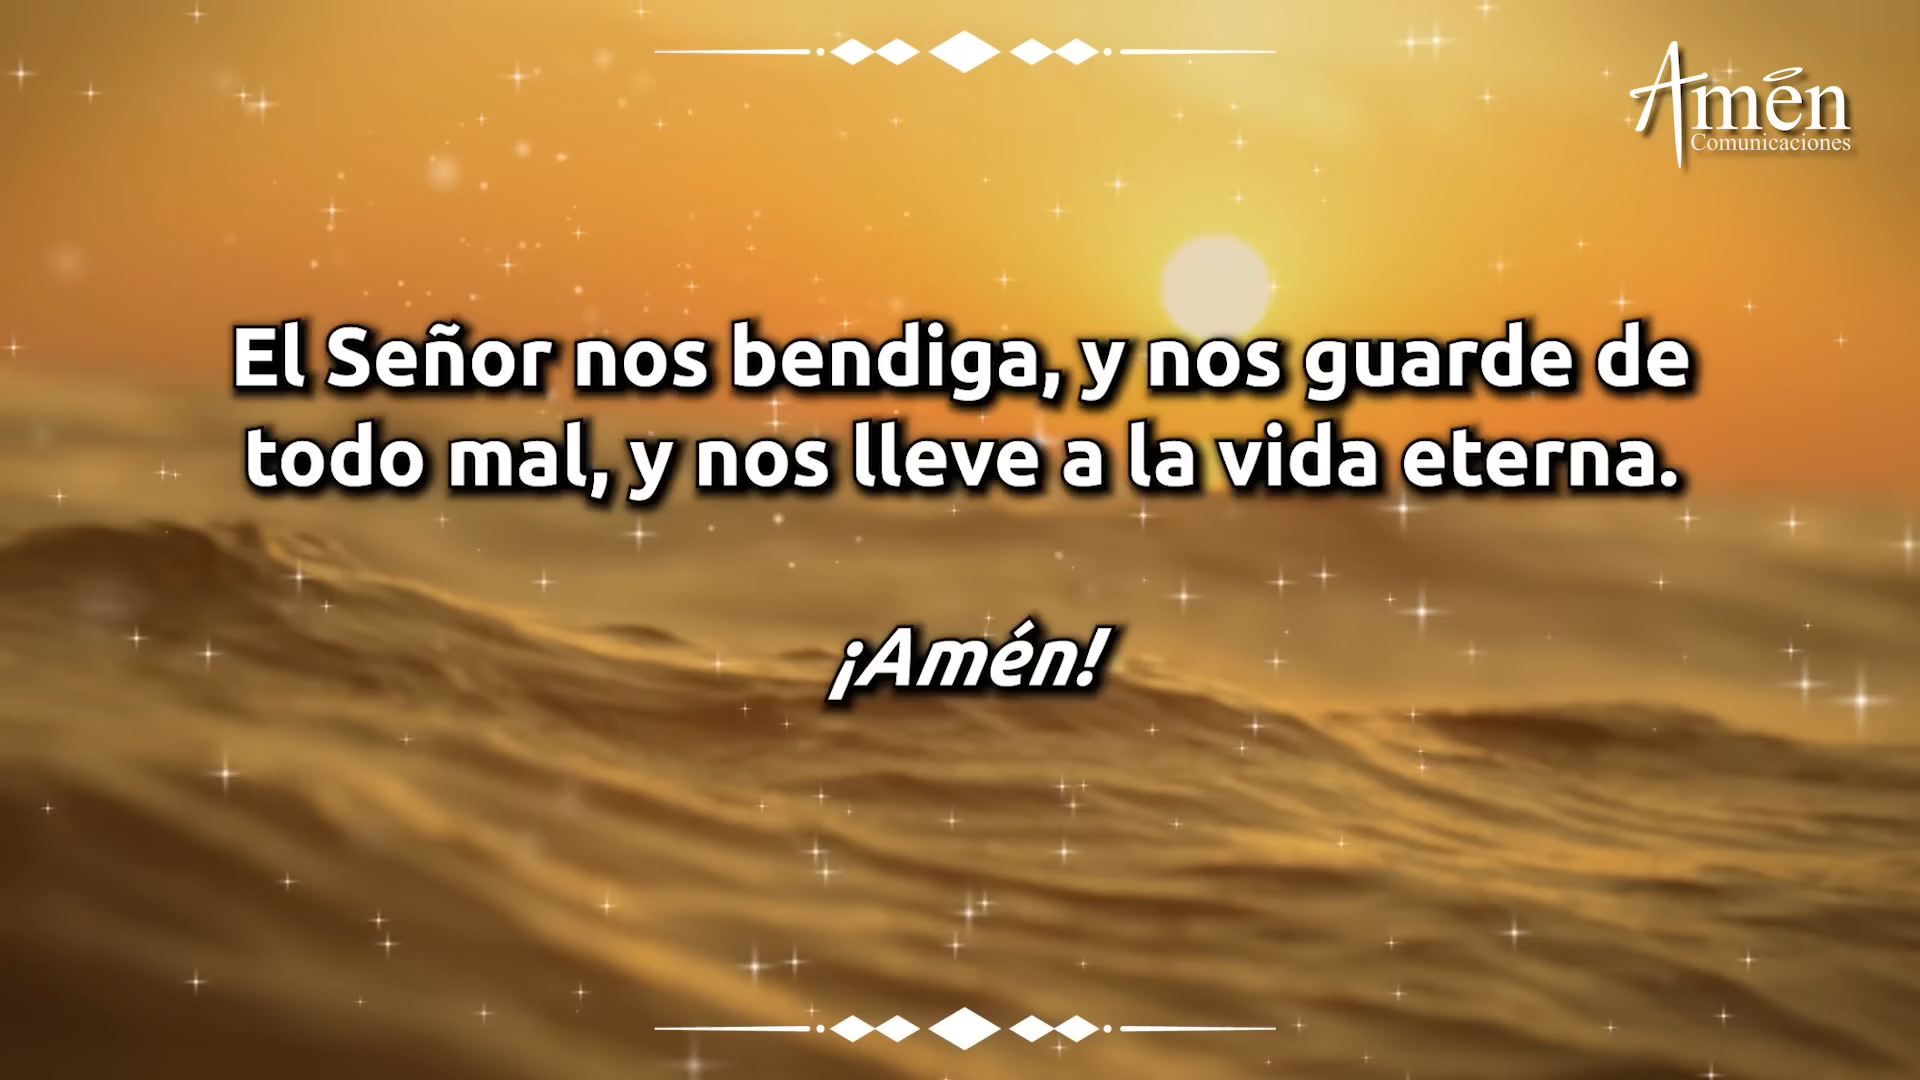 Amén
Comunicaciones
El Señor nos bendiga, y nos guarde de
todo mal, y nos lleve a la vida eterna.
¡Amén!